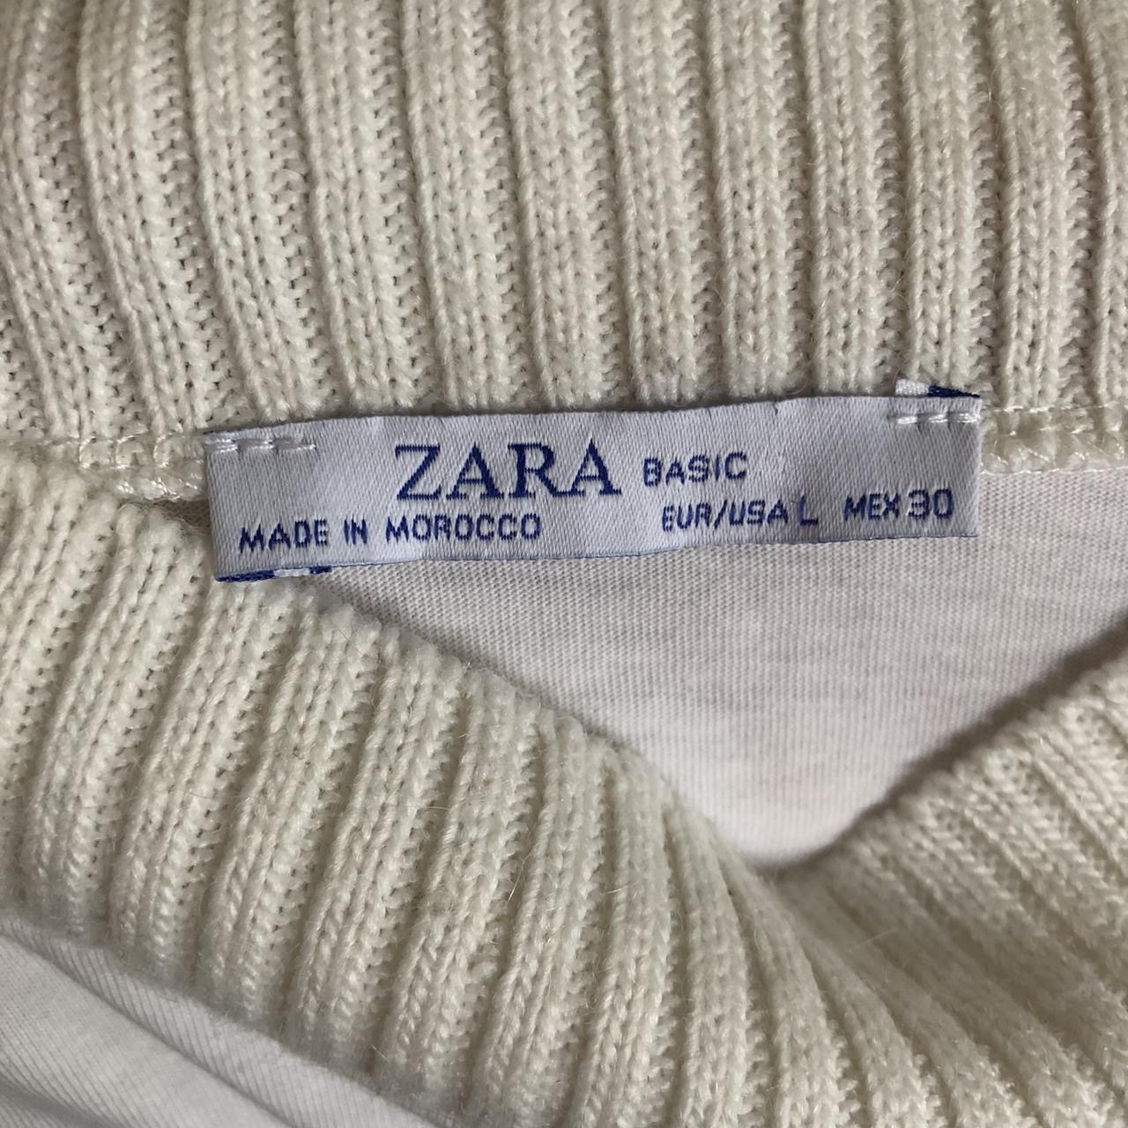 ZARA BASIC
MADE IN MOROCCO EUR/USA L MEX 30